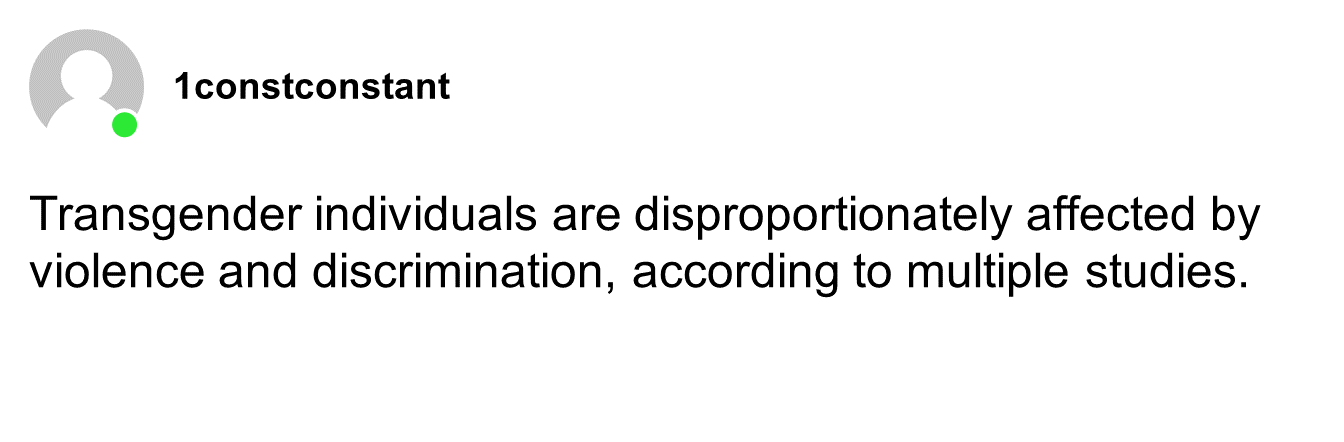 1constconstant
Transgender individuals are disproportionately affected by
violence and discrimination, according to multiple studies.